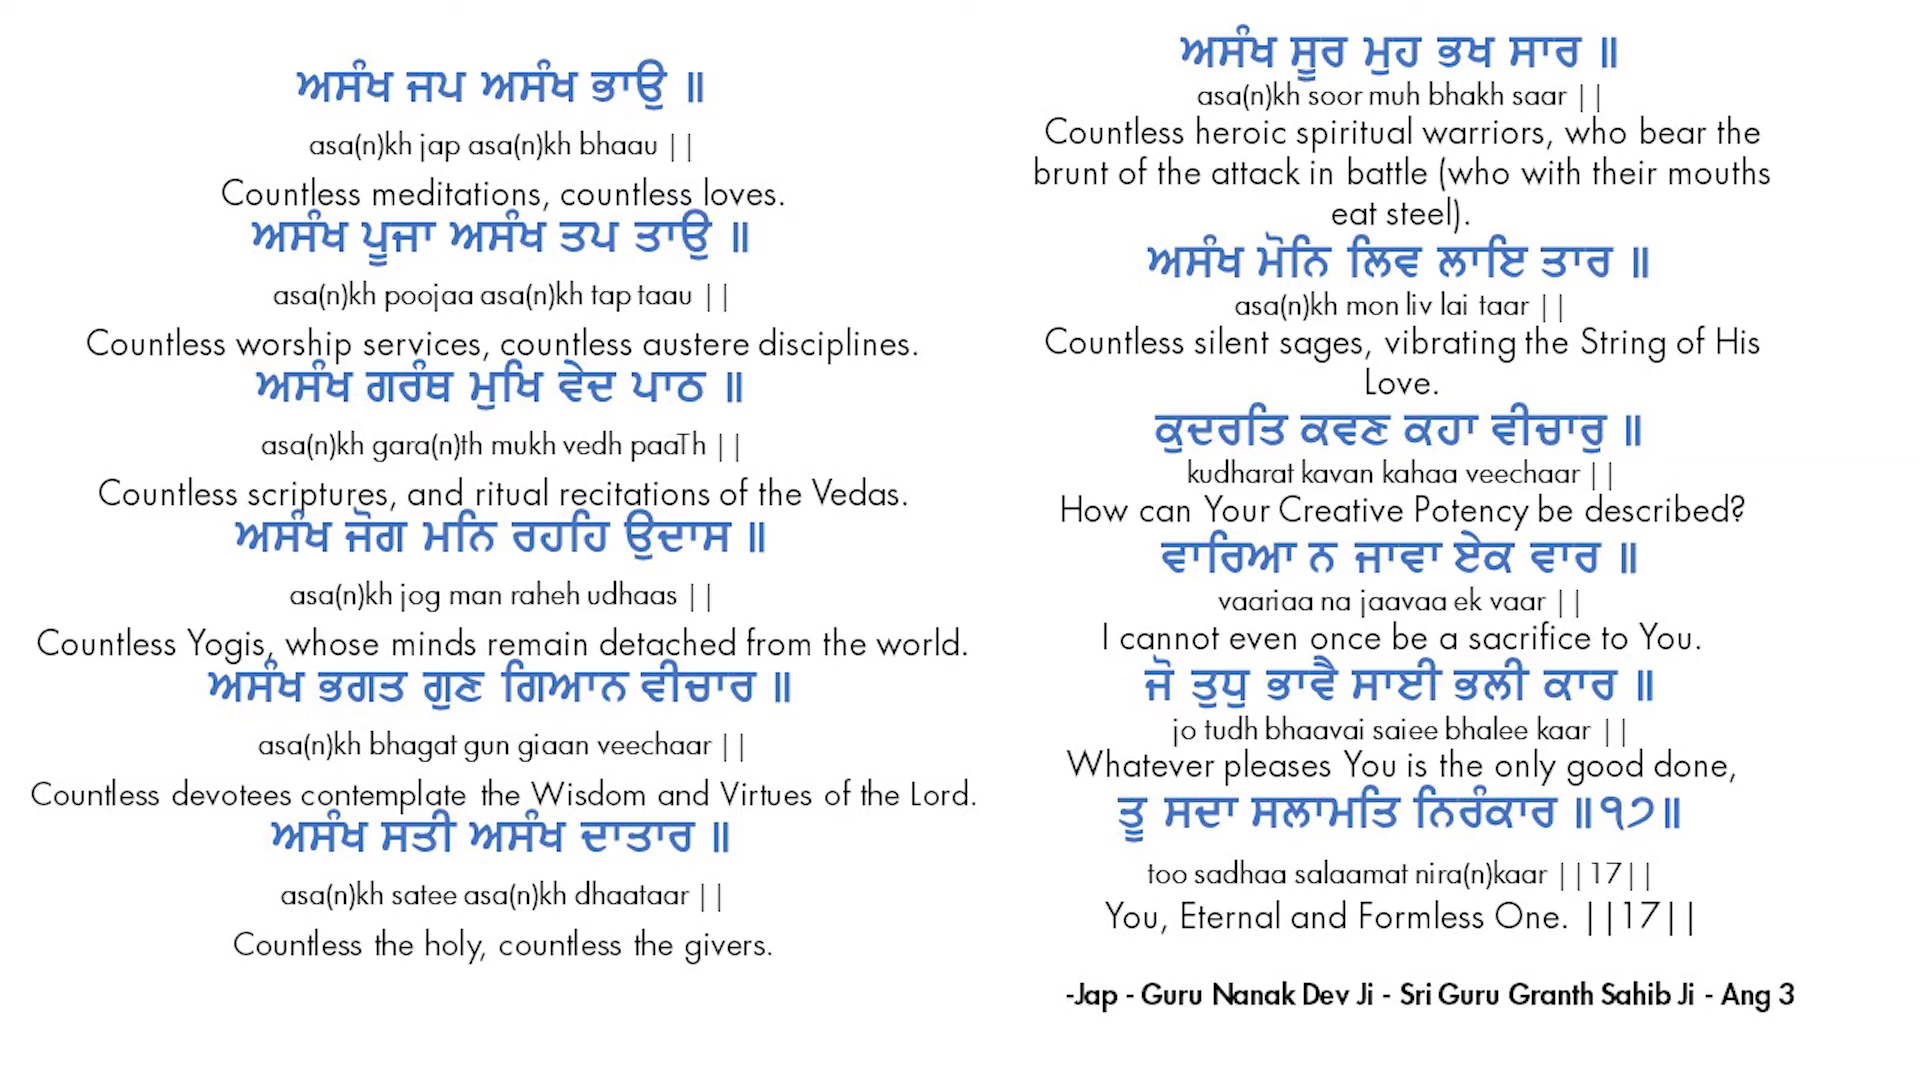 ਅਸੰਖ ਜਪ ਅਸੰਖ ਭਾਉ ॥
asa(n)kh jap asa(n)kh bhaau ||
Countless meditations, countless loves.
ਅਸੰਖ ਪੂਜਾ ਅਸੰਖ ਤਪ ਤਾਉ ॥
asa(n)kh poojaa asa(n)kh tap taau ||
Countless worship services, countless austere disciplines.
ਅਸੰਖ ਗਰੰਥ ਮੁਖਿ ਵੇਦ ਪਾਠ ॥
asa(n)kh gara(n)th mukh vedh paaTh ||
Countless scriptures, and ritual recitations of the Vedas.
ਅਸੰਖ ਜੋਗ ਮਨਿ ਰਹਹਿ ਉਦਾਸ ॥
asa(n)kh jog man raheh udhaas ||
Countless Yogis, whose minds remain detached from the world.
ਅਸੰਖ ਭਗਤ ਗੁਣ ਗਿਆਨ ਵੀਚਾਰ ॥
asa(n)kh bhagat gun giaan veechaar ||
Countless devotees contemplate the Wisdom and Virtues of the Lord.
ਅਸੰਖ ਸਤੀ ਅਸੰਖ ਦਾਤਾਰ ॥
asa(n)kh satee asa(n)kh dhaataar ||
Countless the holy, countless the givers.
ਅਸੰਖ ਸੂਰ ਮੁਹ ਭਖ ਸਾਰ ॥
asa(n)kh soor muh bhakh saar ||
Countless heroic spiritual warriors, who bear the
brunt of the attack in battle (who with their mouths
eat steel).
ਅਸੰਖ ਮੋਨਿ ਲਿਵ ਲਾਇ ਤਾਰ ॥
asa(n)kh mon liv lai taar ||
Countless silent sages, vibrating the String of His
Love.
ਕੁਦਰਤਿ ਕਵਣ ਕਹਾ ਵੀਚਾਰੁ ॥
kudharat kavan kahaa veechaar ||
How can Your Creative Potency be described?
ਵਾਰਿਆ ਨ ਜਾਵਾ ਏਕ ਵਾਰ ॥
vaariaa na jaavaa ek vaar ||
I cannot even once be a sacrifice to You.
ਜੋ ਤੁਧੁ ਭਾਵੈ ਸਾਈ ਭਲੀ ਕਾਰ ॥
jo tudh bhaavai saiee bhalee kaar ||
Whatever pleases You is the only good done,
ਤੂ ਸਦਾ ਸਲਾਮਤਿ ਨਿਰੰਕਾਰ ॥੧੭॥
too sadhaa salaamat nira(n)kaar ||17||
You, Eternal and Formless One. ||17||
-Jap - Guru Nanak Dev Ji - Sri Guru Granth Sahib Ji - Ang 3